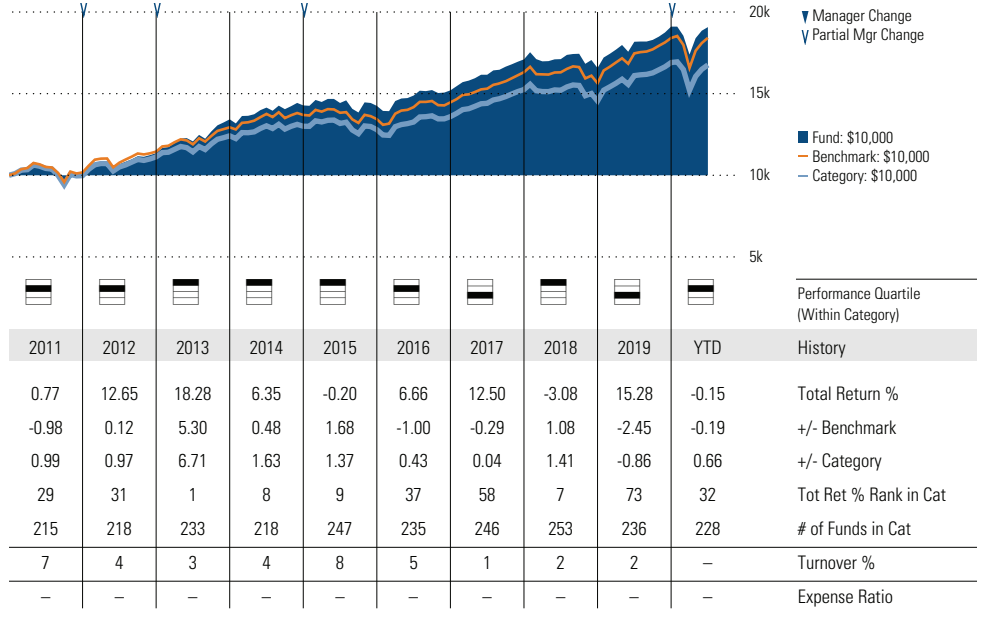 20k
▼ Manager Change
Partial Mgr Change
15k
Fund: $10,000
Benchmark: $10,000
10k
Category: $10,000
5k
Performance Quartile
(Within Category)
2011 2012 2013 2014 2015 2016 2017 2018 2019 YTD History
0.77 12.65 18.28 6.35 -0.20 6.66 12.50 -3.08 15.28 -0.15 Total Return %
-0.98 0.12 5.30 0.48 1.68 -1.00 -0.29 1.08 -2.45 -0.19 +/- Benchmark
0.99 0.97 6.71 1.63 1.37 0.43 0.04 1.41 -0.86 0.66 +/- Category
29 31 1 8 9 37 58 7 73 32 Tot Ret % Rank in Cat
215 218 233 218 247 235 246 253 236 228 # of Funds in Cat
7 4 3 4 8 5 1 2 2 – Turnover %
– – – – – – – – – – Expense Ratio